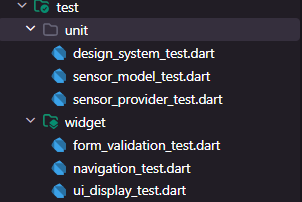 test
unit
design_system_test.dart
sensor_model_test.dart
sensor_provider_test.dart
widget
form_validation_test.dart
navigation_test.dart
ui_display_test.dart